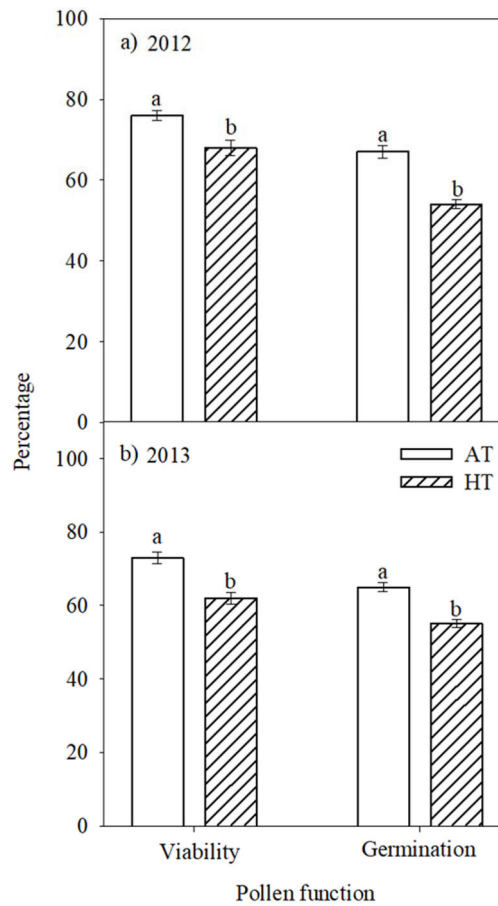 100
a) 2012
a
a
80
b
b
60
40
20
0
Percentage
b) 2013
AT
HT
100
a
a
80
b
b
60
40
20
0
Viability
Germination
Pollen function